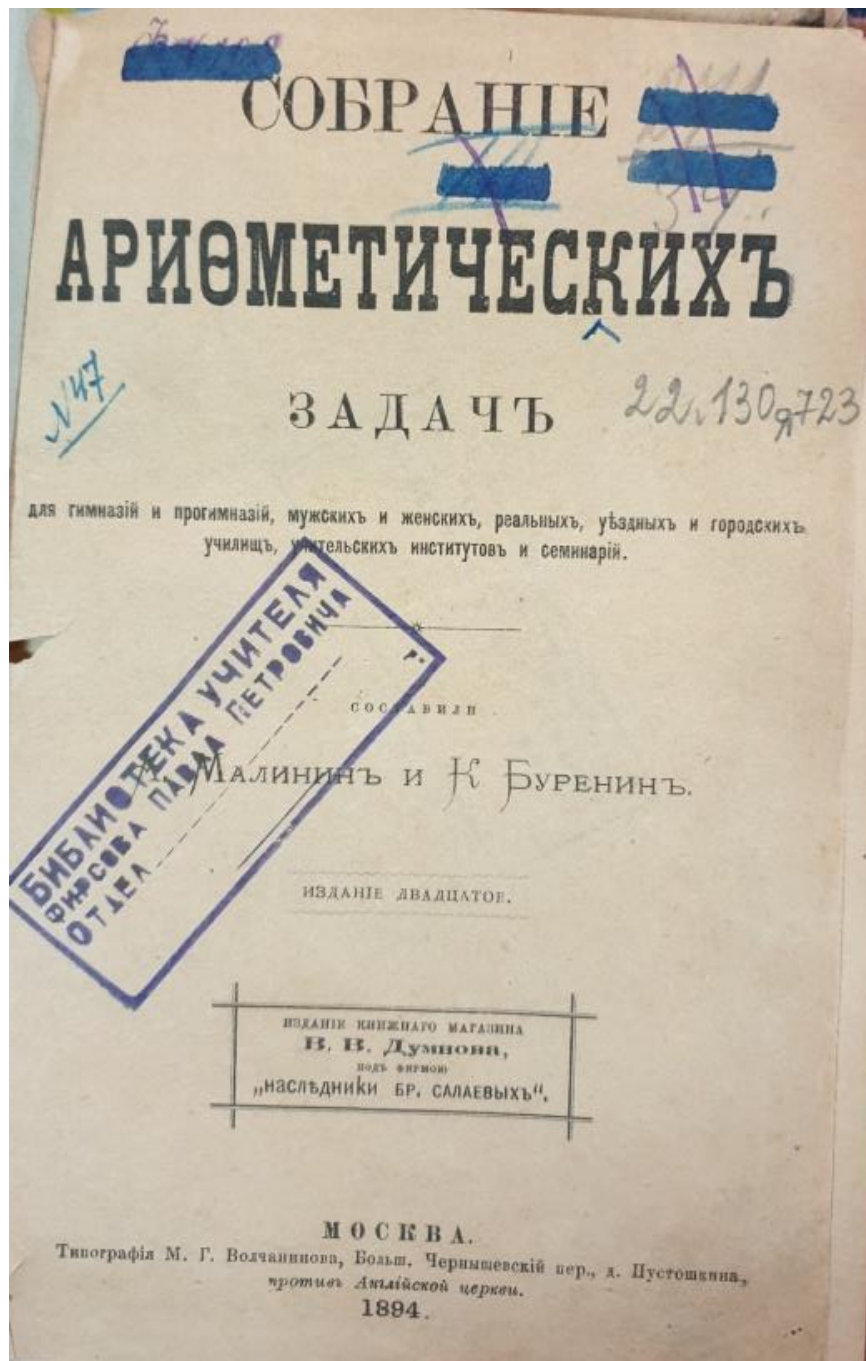 СОБРАНІЕ
АРИѲМЕТИЧЕСКИХЪ
ЗАДАЧЪ
N47
22.130я723
для гимназій и прогимназій, мужскихъ и женскихъ, реальныхъ, уѣздныхъ и городскихъ
училищъ, учительскихъ институтовъ и семинарій.
СОСТАВИЛИ
МАЛИНИНЪ И К БУРЕНИНЪ.
БИБЛИОТЕКА УЧИТЕЛЯ
ФИРСОВА ПАВЛА ПЕТРОВИЧА
ОТДЕЛ
ИЗДАНІЕ ДВАДЦАТОЕ.
ИЗДАНІЕ КНИЖНАГО МАГАЗИНА
В. В. Думнова,
ПОДЪ ФИРМОЮ
„НАСЛѢДНИКИ БР. САЛАЕВЫХЪ“.
МОСКВА.
Типографія М. Г. Волчанинова, Больш. Чернышевскій пер., д. Пустошкина,
противъ Англійской церкви.
1894.